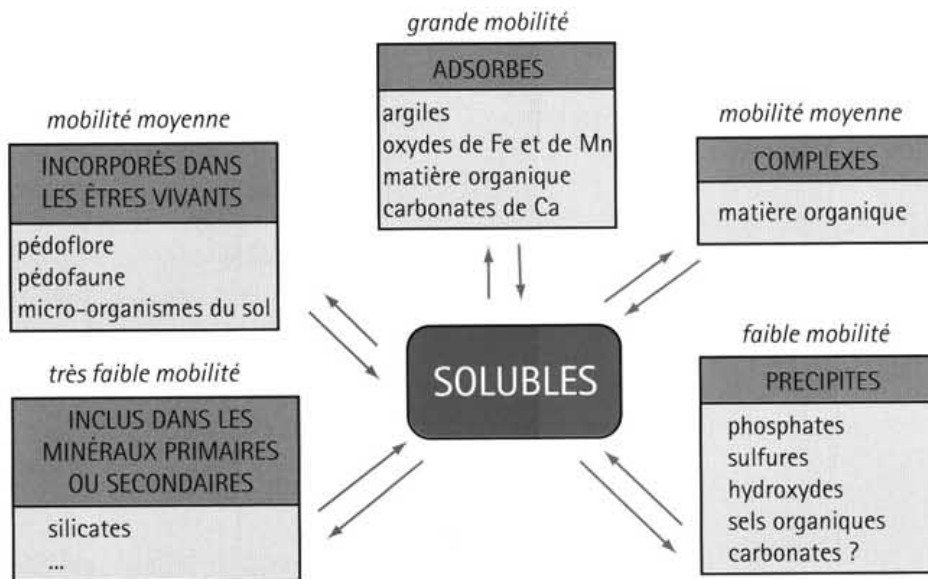 grande mobilité
ADSORBES
argiles
oxydes de Fe et de Mn
matière organique
carbonates de Ca
mobilité moyenne
INCORPORÉS DANS
LES ÊTRES VIVANTS
pédoflore
pédofaune
micro-organismes du sol
mobilité moyenne
COMPLEXES
matière organique
SOLUBLES
très faible mobilité
INCLUS DANS LES
MINÉRAUX PRIMAIRES
OU SECONDAIRES
silicates
...
faible mobilité
PRECIPITES
phosphates
sulfures
hydroxydes
sels organiques
carbonates ?